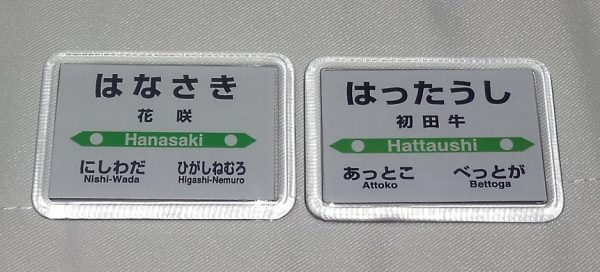 はなさき
花咲
Hanasaki
にしわだ
Nishi-Wada
ひがしねむろ
Higashi-Nemuro
はったうし
初田牛
Hattaushi
あっとこ
Attoko
べっとが
Bettoga